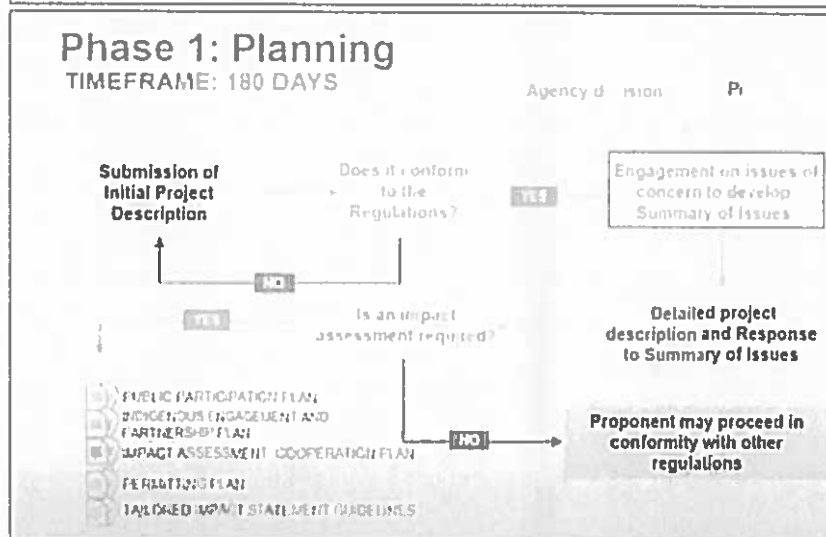 Phase 1: Planning
TIMEFRAME: 180 DAYS
Agency d ision
Pr
Submission of
Initial Project
Description
Does it conform
to the
Regulations?
YES
Engagement on issues of
concern to develop
Summary of Issues
NO
YES
Is an impact
assessment required?
Detailed project
description and Response
to Summary of Issues
PUBLIC PARTICIPATION PLAN
INDIGENOUS ENGAGEMENT AND
PARTNERSHIP PLAN
IMPACT ASSESSMENT COOPERATION PLAN
PERMITTING PLAN
TAILORED IMPACT STATEMENT GUIDELINES
NO
Proponent may proceed in
conformity with other
regulations